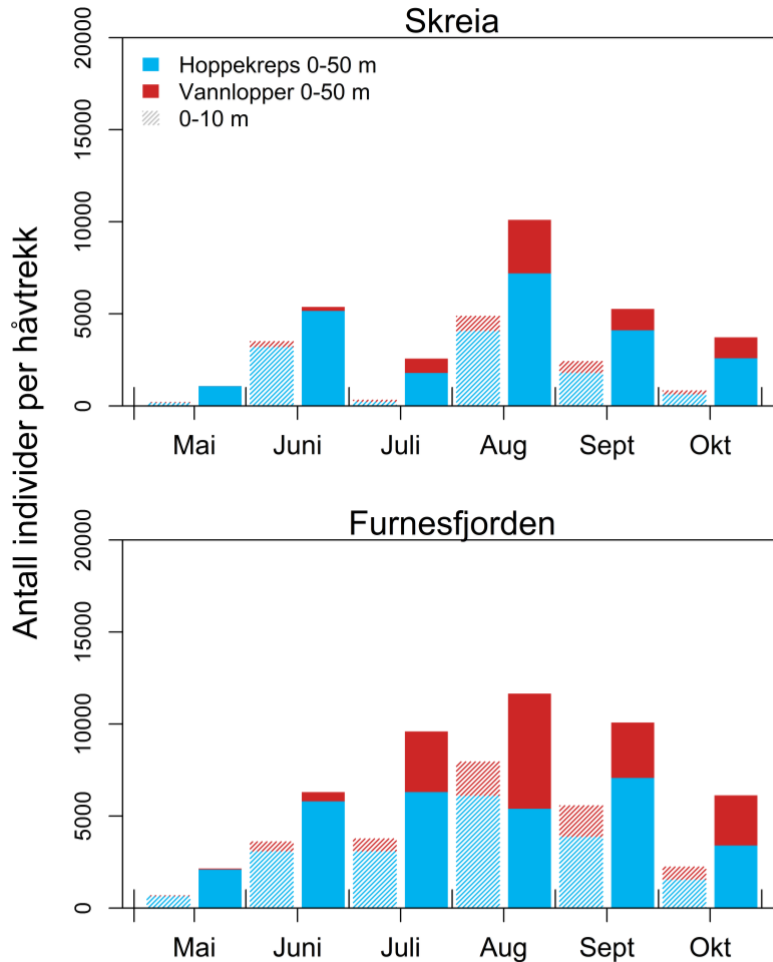 Skreia
Hoppekreps 0-50 m
Vannlopper 0-50 m
0-10 m
20000
15000
10000
5000
0
Mai Juni Juli Aug Sept Okt
Antall individer per håvtrekk
Furnesfjorden
20000
15000
10000
5000
0
Mai Juni Juli Aug Sept Okt